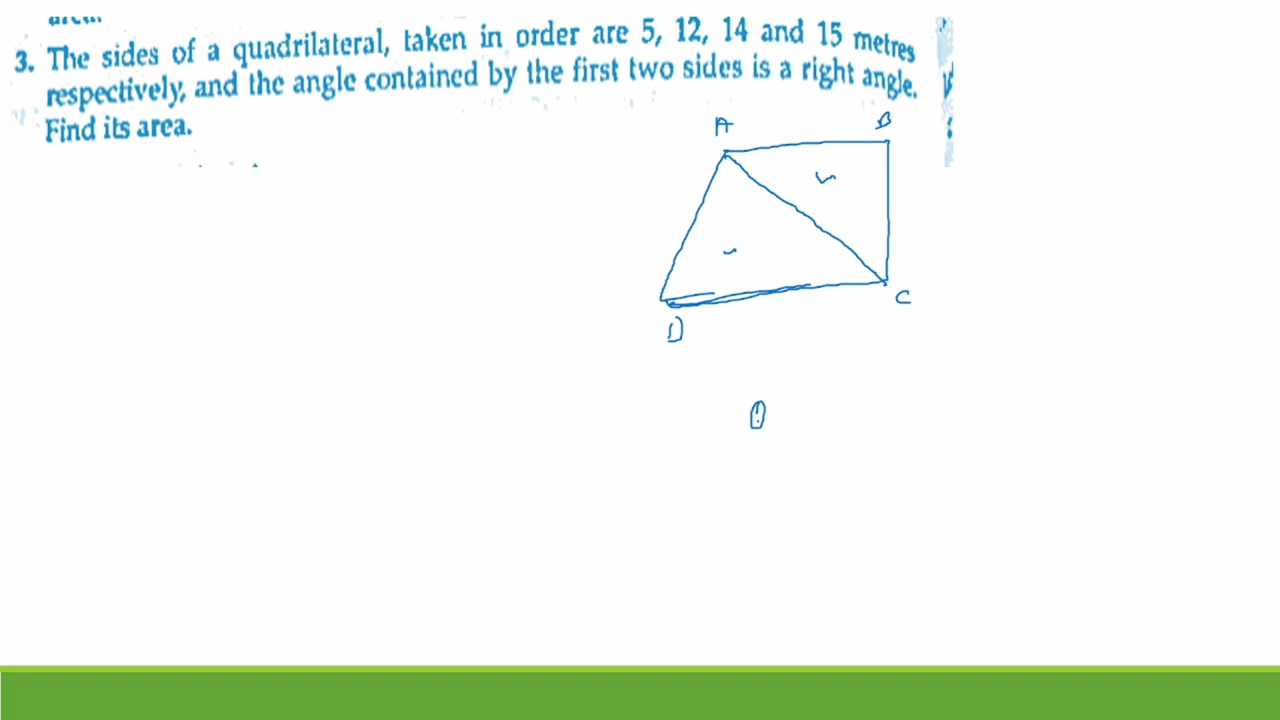 3. The sides of a quadrilateral, taken in order are 5, 12, 14 and 15 metres
respectively, and the angle contained by the first two sides is a right angle.
Find its area.
A B
C
D